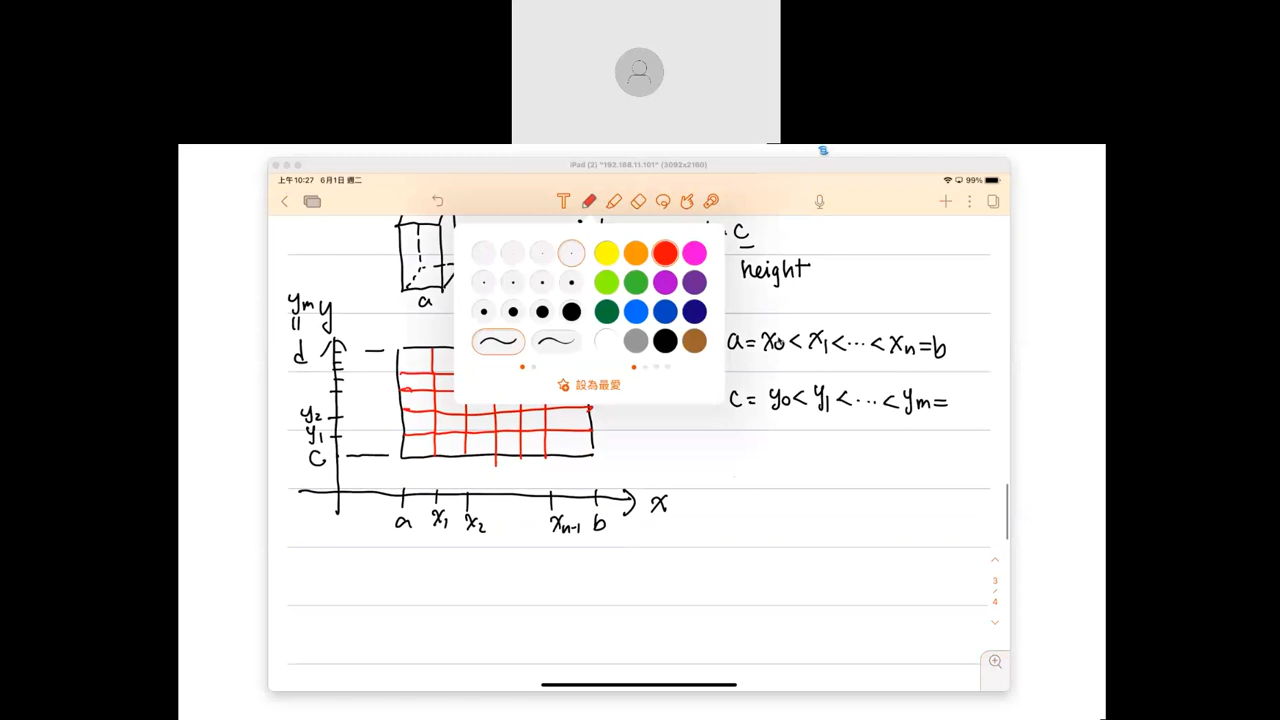 iPad (2) "192.168.11.101" (3092x2160)
上午10:27 6月1日 週二
99%
T
C
height
a
ym y
=
d
a = x0 < x1 < ... < xn = b
設為最愛
c = y0 < y1 < ... < ym =
y2
y1
C
x
a x1 x2 xn-1 b
3
/
4